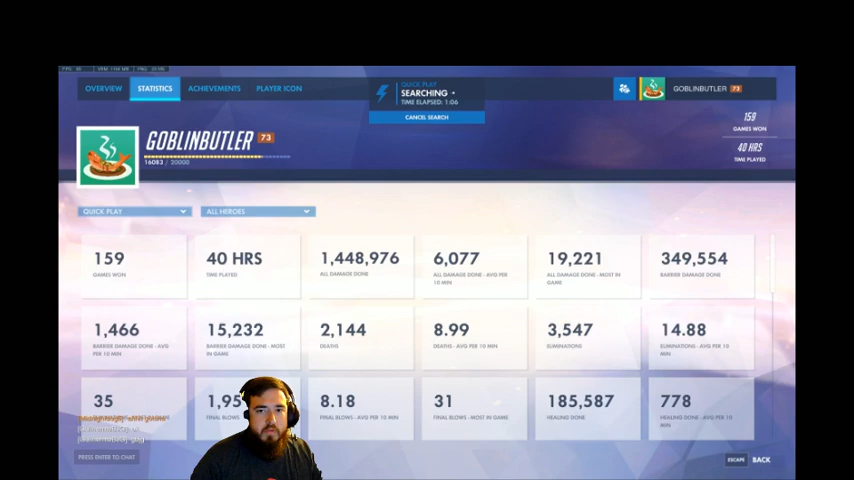 QUICK PLAY
OVERVIEW STATISTICS ACHIEVEMENTS PLAYER ICON SEARCHING GOBLINBUTLER 73
TIME ELAPSED: 1:06
CANCEL SEARCH
GOBLINBUTLER 73
16083 / 20000
159
GAMES WON
40 HRS
TIME PLAYED
QUICK PLAY ALL HEROES
159 40 HRS 1,448,976 6,077 19,221 349,554
GAMES WON TIME PLAYED ALL DAMAGE DONE ALL DAMAGE DONE - AVG PER 10 MIN ALL DAMAGE DONE - MOST IN GAME BARRIER DAMAGE DONE
1,466 15,232 2,144 8.99 3,547 14.88
BARRIER DAMAGE DONE - AVG PER 10 MIN BARRIER DAMAGE DONE - MOST IN GAME DEATHS DEATHS - AVG PER 10 MIN ELIMINATIONS ELIMINATIONS - AVG PER 10 MIN
35 1,95 8.18 31 185,587 778
FINAL BLOWS FINAL BLOWS - AVG PER 10 MIN FINAL BLOWS - MOST IN GAME HEALING DONE HEALING DONE - AVG PER 10 MIN
PRESS ENTER TO CHAT
ESCAPE BACK